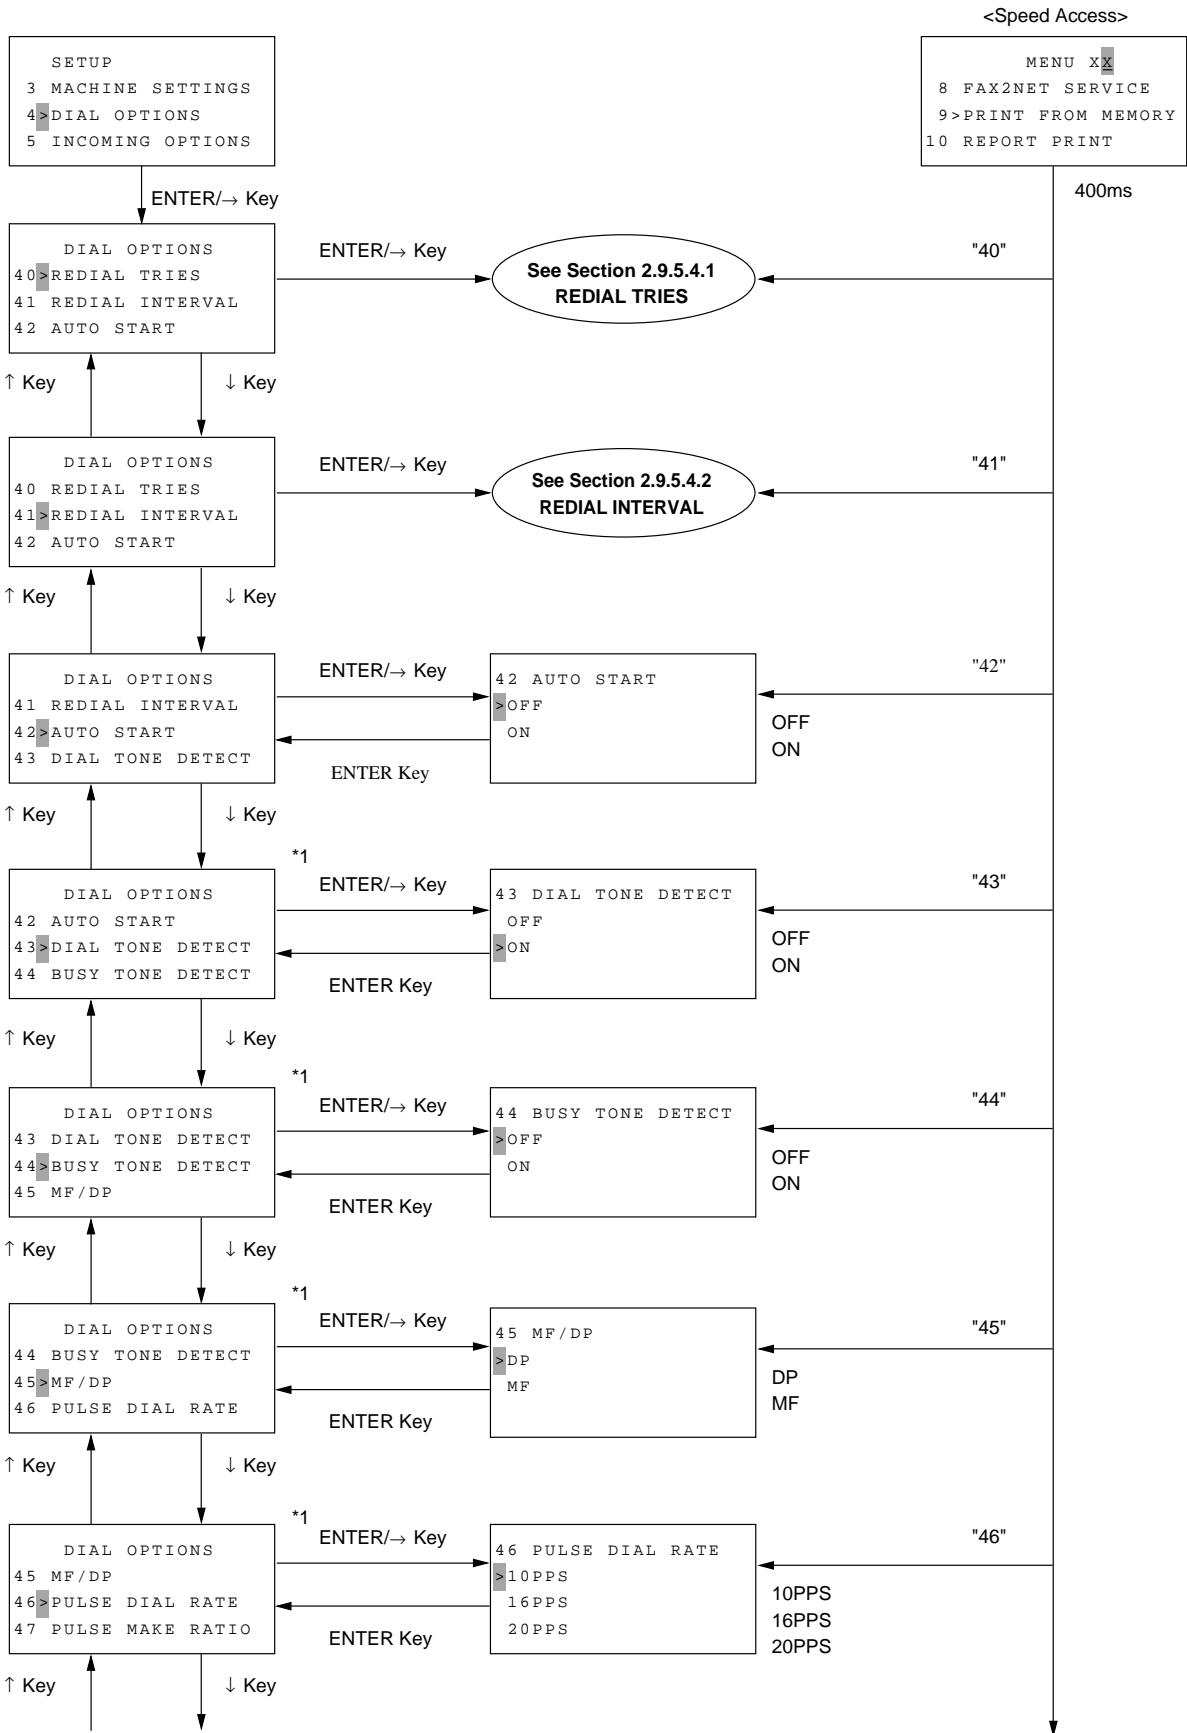 <Speed Access>
SETUP
3 MACHINE SETTINGS
4>DIAL OPTIONS
5 INCOMING OPTIONS
MENU XX
8 FAX2NET SERVICE
9>PRINT FROM MEMORY
10 REPORT PRINT
ENTER/→ Key
400ms
DIAL OPTIONS
40>REDIAL TRIES
41 REDIAL INTERVAL
42 AUTO START
ENTER/→ Key
See Section 2.9.5.4.1
REDIAL TRIES
"40"
↑ Key
↓ Key
DIAL OPTIONS
40 REDIAL TRIES
41>REDIAL INTERVAL
42 AUTO START
ENTER/→ Key
See Section 2.9.5.4.2
REDIAL INTERVAL
"41"
↑ Key
↓ Key
DIAL OPTIONS
41 REDIAL INTERVAL
42>AUTO START
43 DIAL TONE DETECT
ENTER/→ Key
ENTER Key
42 AUTO START
>OFF
ON
"42"
OFF
ON
↑ Key
↓ Key
*1
DIAL OPTIONS
42 AUTO START
43>DIAL TONE DETECT
44 BUSY TONE DETECT
ENTER/→ Key
ENTER Key
43 DIAL TONE DETECT
OFF
>ON
"43"
OFF
ON
↑ Key
↓ Key
*1
DIAL OPTIONS
43 DIAL TONE DETECT
44>BUSY TONE DETECT
45 MF/DP
ENTER/→ Key
ENTER Key
44 BUSY TONE DETECT
>OFF
ON
"44"
OFF
ON
↑ Key
↓ Key
*1
DIAL OPTIONS
44 BUSY TONE DETECT
45>MF/DP
46 PULSE DIAL RATE
ENTER/→ Key
ENTER Key
45 MF/DP
>DP
MF
"45"
DP
MF
↑ Key
↓ Key
*1
DIAL OPTIONS
45 MF/DP
46>PULSE DIAL RATE
47 PULSE MAKE RATIO
ENTER/→ Key
ENTER Key
46 PULSE DIAL RATE
>10PPS
16PPS
20PPS
"46"
10PPS
16PPS
20PPS
↑ Key
↓ Key